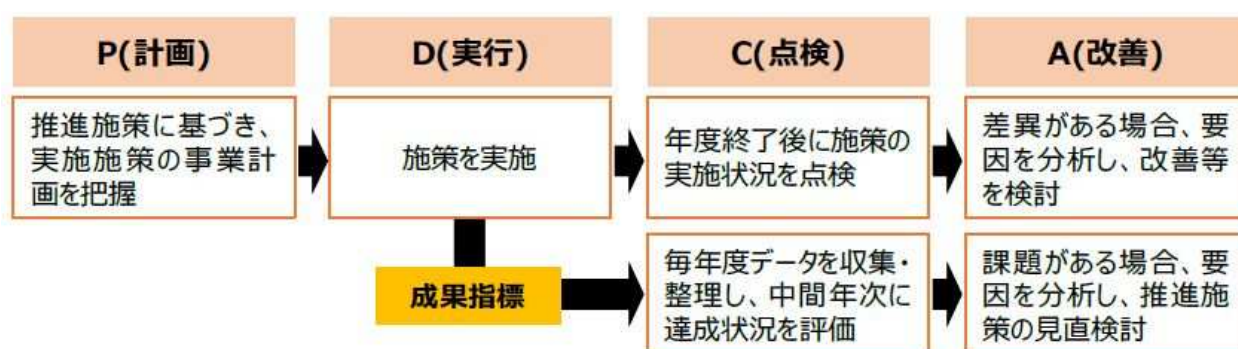 P(計画)
D(実行)
C(点検)
A(改善)
推進施策に基づき、
実施施策の事業計
画を把握
施策を実施
年度終了後に施策の
実施状況を点検
差異がある場合、要
因を分析し、改善等
を検討
成果指標
毎年度データを収集・
整理し、中間年次に
達成状況を評価
課題がある場合、要
因を分析し、推進施
策の見直検討